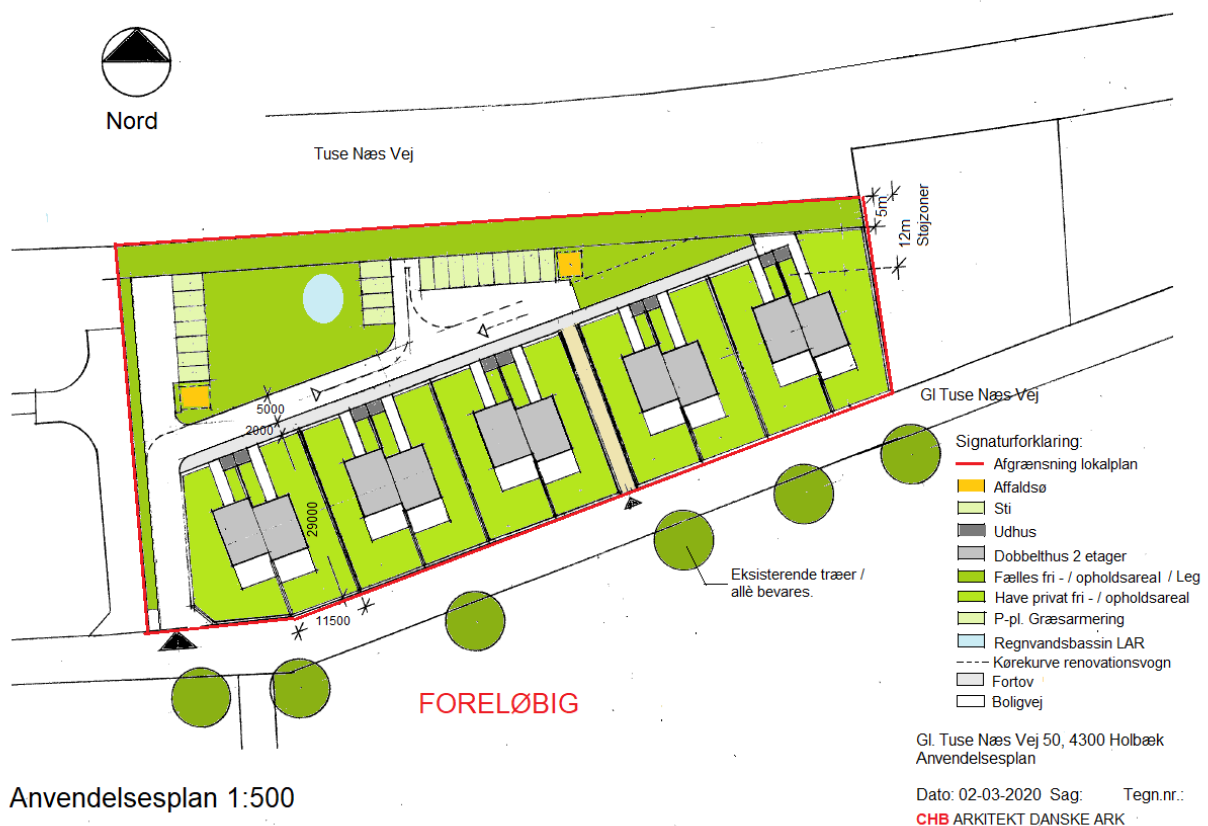 Nord
Tuse Næs Vej
5m
12m
Støjzoner
5000
2000
29000
11500
Gl Tuse Næs Vej
Eksisterende træer /
allè bevares.
Signaturforklaring:
Afgrænsning lokalplan
Affaldsø
Sti
Udhus
Dobbelthus 2 etager
Fælles fri - / opholdsareal / Leg
Have privat fri - / opholdsareal
P-pl. Græsarmering
Regnvandsbassin LAR
Kørekurve renovationsvogn
Fortov
Boligvej
FORELØBIG
Gl. Tuse Næs Vej 50, 4300 Holbæk
Anvendelsesplan
Anvendelsesplan 1:500
Dato: 02-03-2020 Sag: Tegn.nr.:
CHB ARKITEKT DANSKE ARK